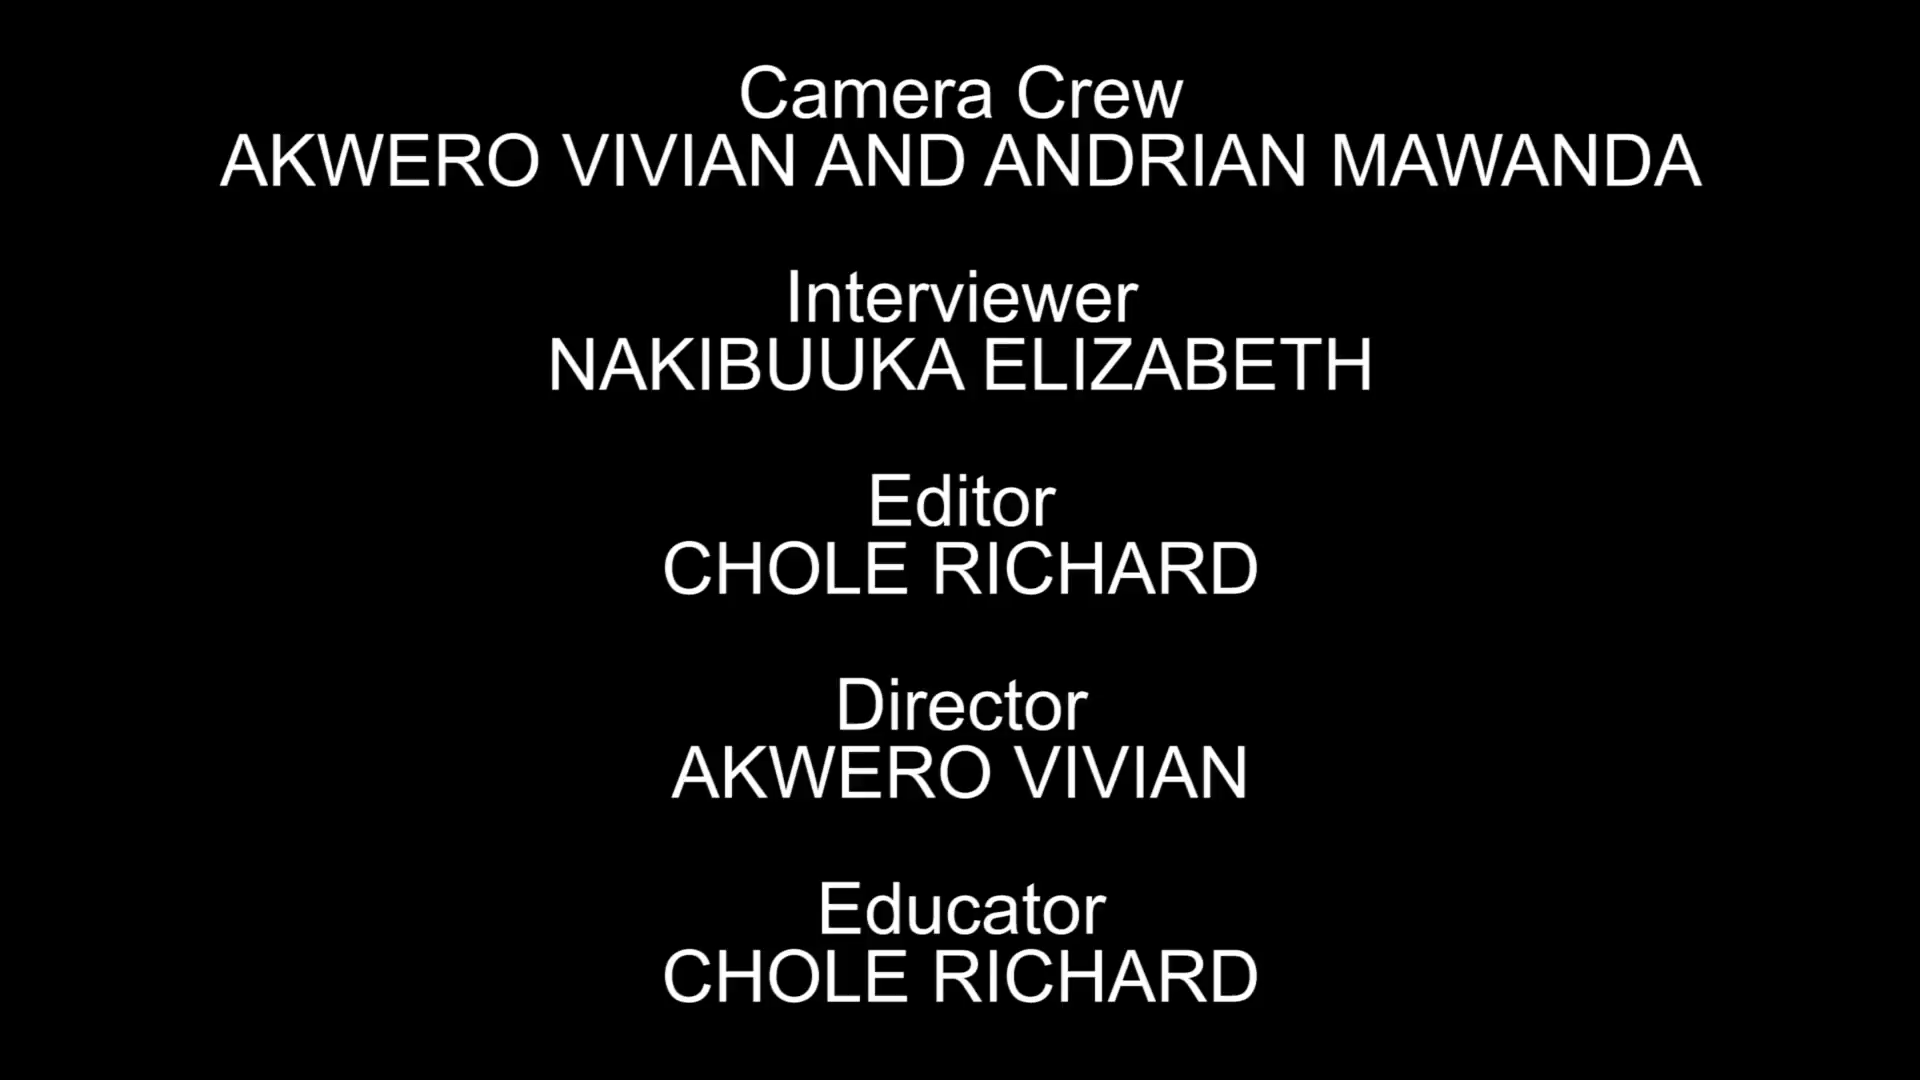 Camera Crew
AKWERO VIVIAN AND ANDRIAN MAWANDA
Interviewer
NAKIBUUKA ELIZABETH
Editor
CHOLE RICHARD
Director
AKWERO VIVIAN
Educator
CHOLE RICHARD